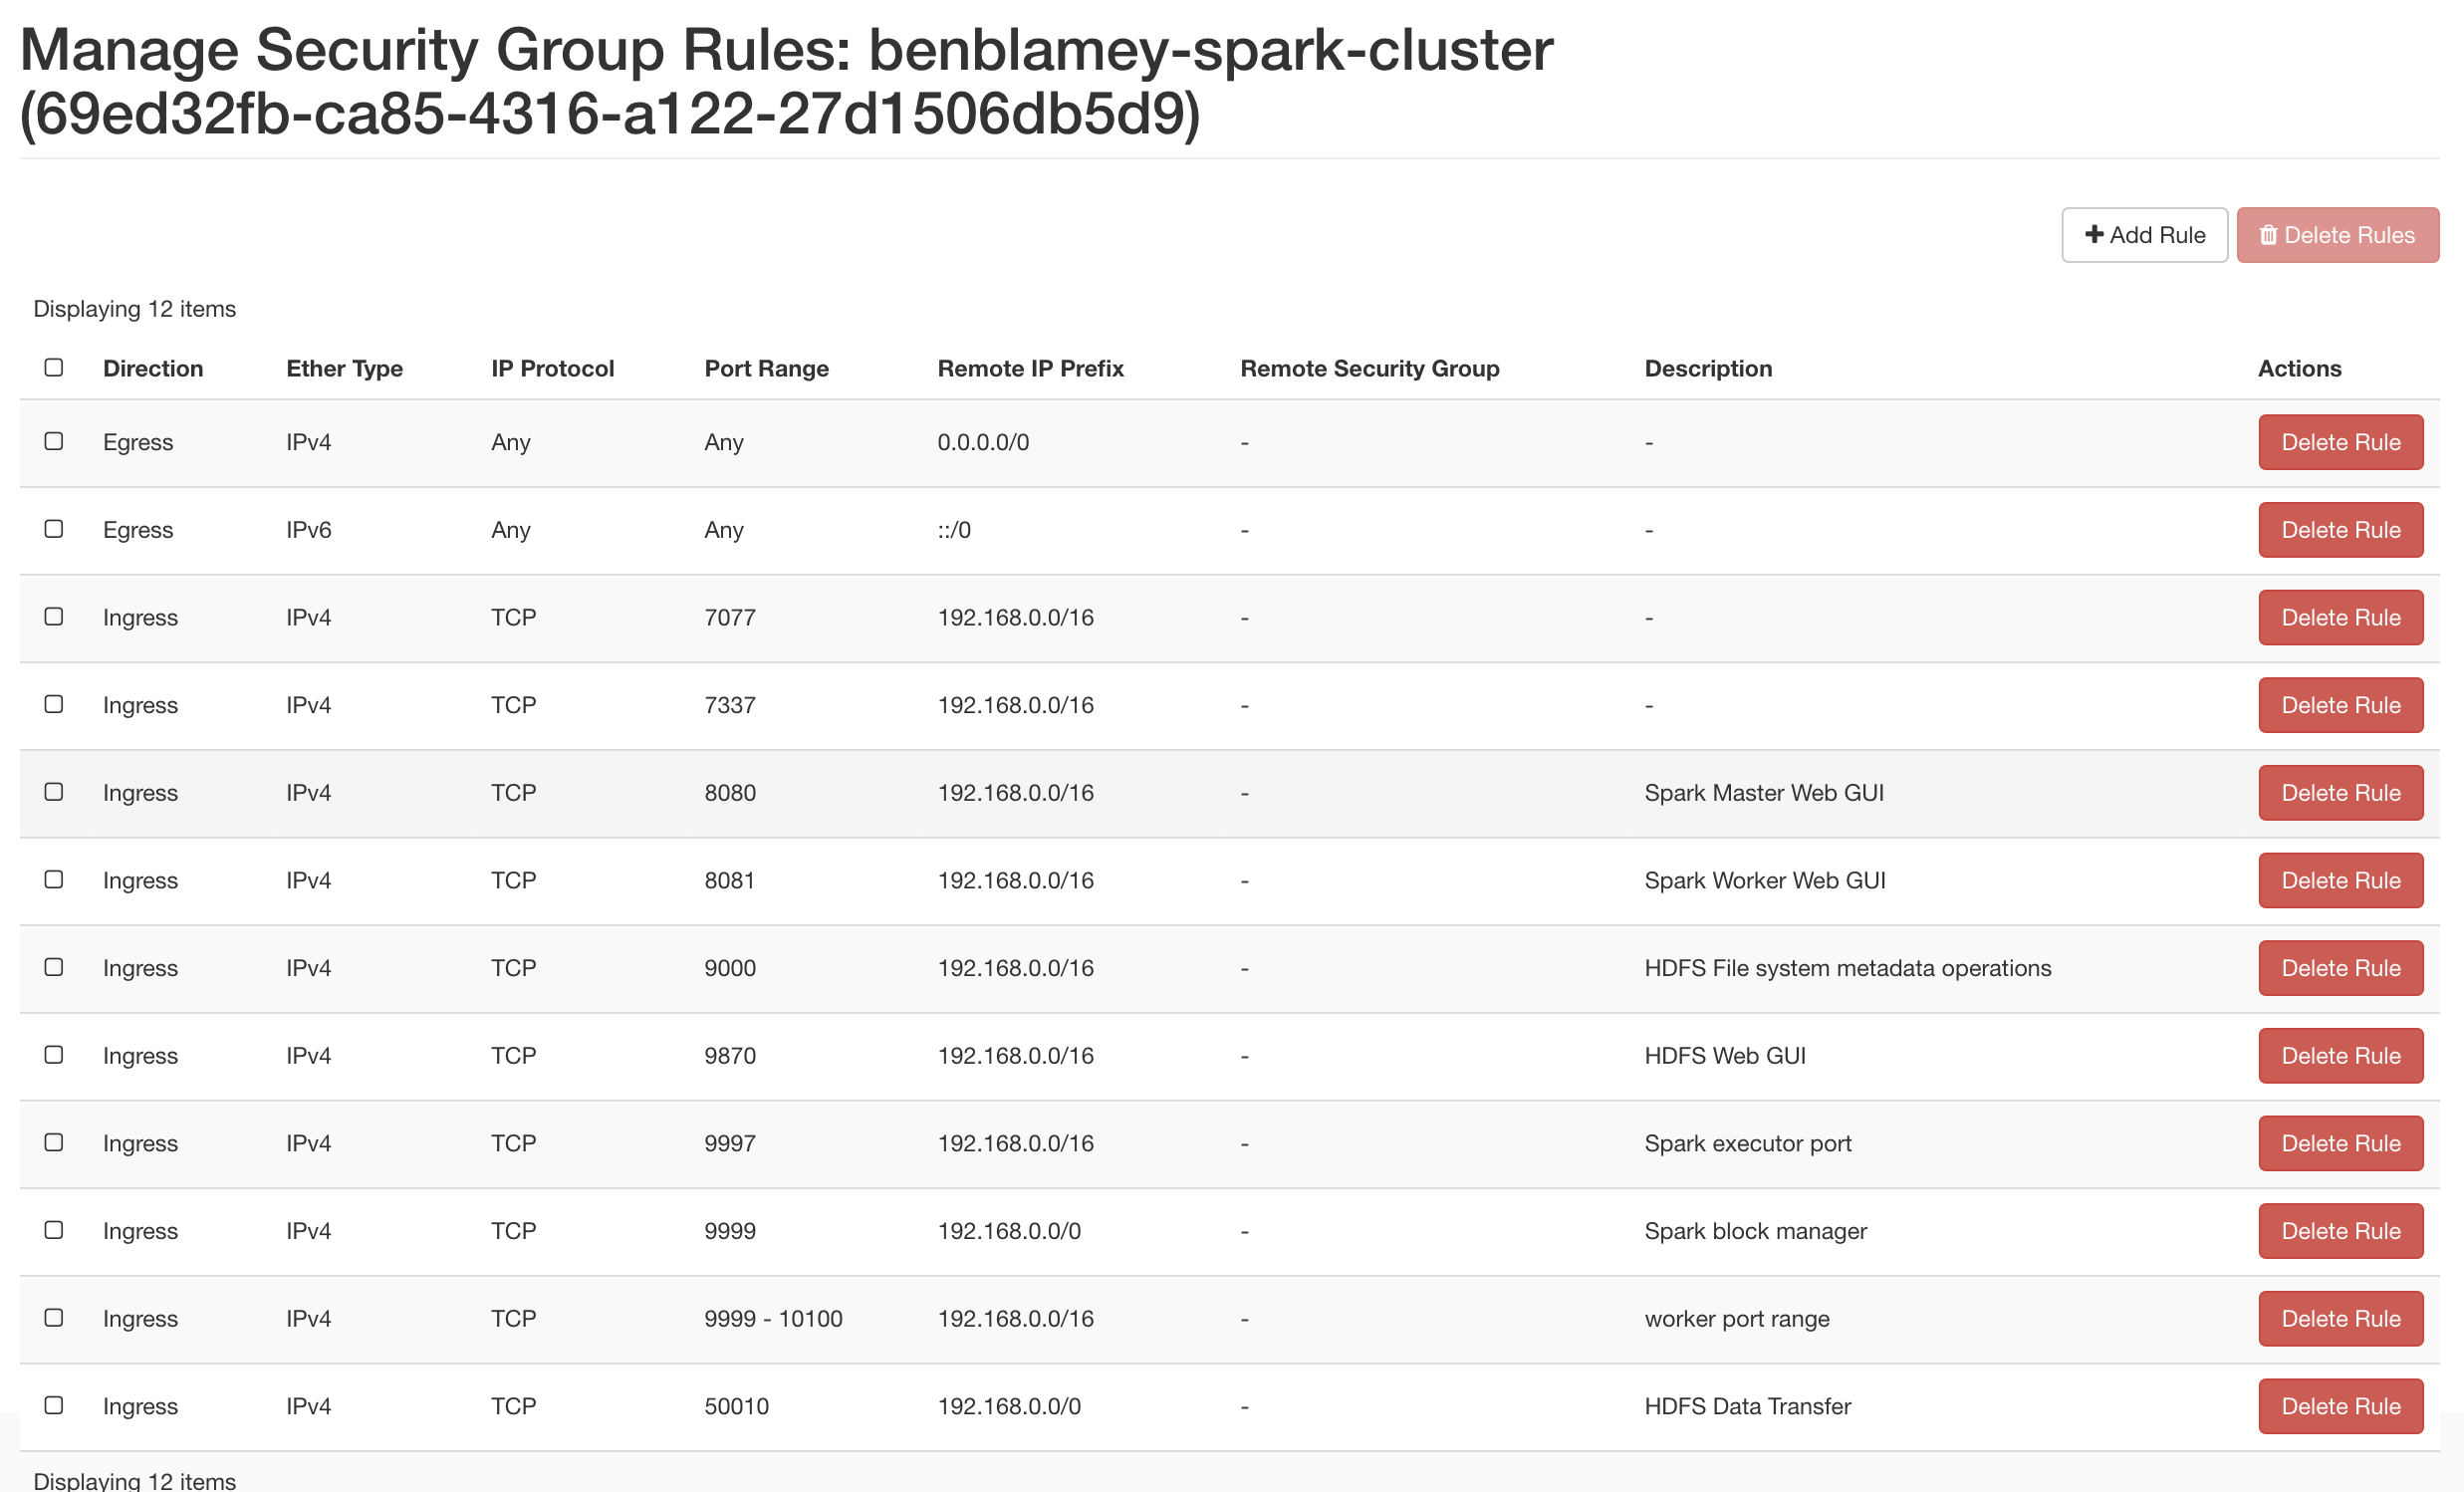 Manage Security Group Rules: benblamey-spark-cluster
(69ed32fb-ca85-4316-a122-27d1506db5d9)
Add Rule Delete Rules
Displaying 12 items
Direction Ether Type IP Protocol Port Range Remote IP Prefix Remote Security Group Description Actions
Egress IPv4 Any Any 0.0.0.0/0 - - Delete Rule
Egress IPv6 Any Any ::/0 - - Delete Rule
Ingress IPv4 TCP 7077 192.168.0.0/16 - - Delete Rule
Ingress IPv4 TCP 7337 192.168.0.0/16 - - Delete Rule
Ingress IPv4 TCP 8080 192.168.0.0/16 - Spark Master Web GUI Delete Rule
Ingress IPv4 TCP 8081 192.168.0.0/16 - Spark Worker Web GUI Delete Rule
Ingress IPv4 TCP 9000 192.168.0.0/16 - HDFS File system metadata operations Delete Rule
Ingress IPv4 TCP 9870 192.168.0.0/16 - HDFS Web GUI Delete Rule
Ingress IPv4 TCP 9997 192.168.0.0/16 - Spark executor port Delete Rule
Ingress IPv4 TCP 9999 192.168.0.0/0 - Spark block manager Delete Rule
Ingress IPv4 TCP 9999 - 10100 192.168.0.0/16 - worker port range Delete Rule
Ingress IPv4 TCP 50010 192.168.0.0/0 - HDFS Data Transfer Delete Rule
Displaying 12 items